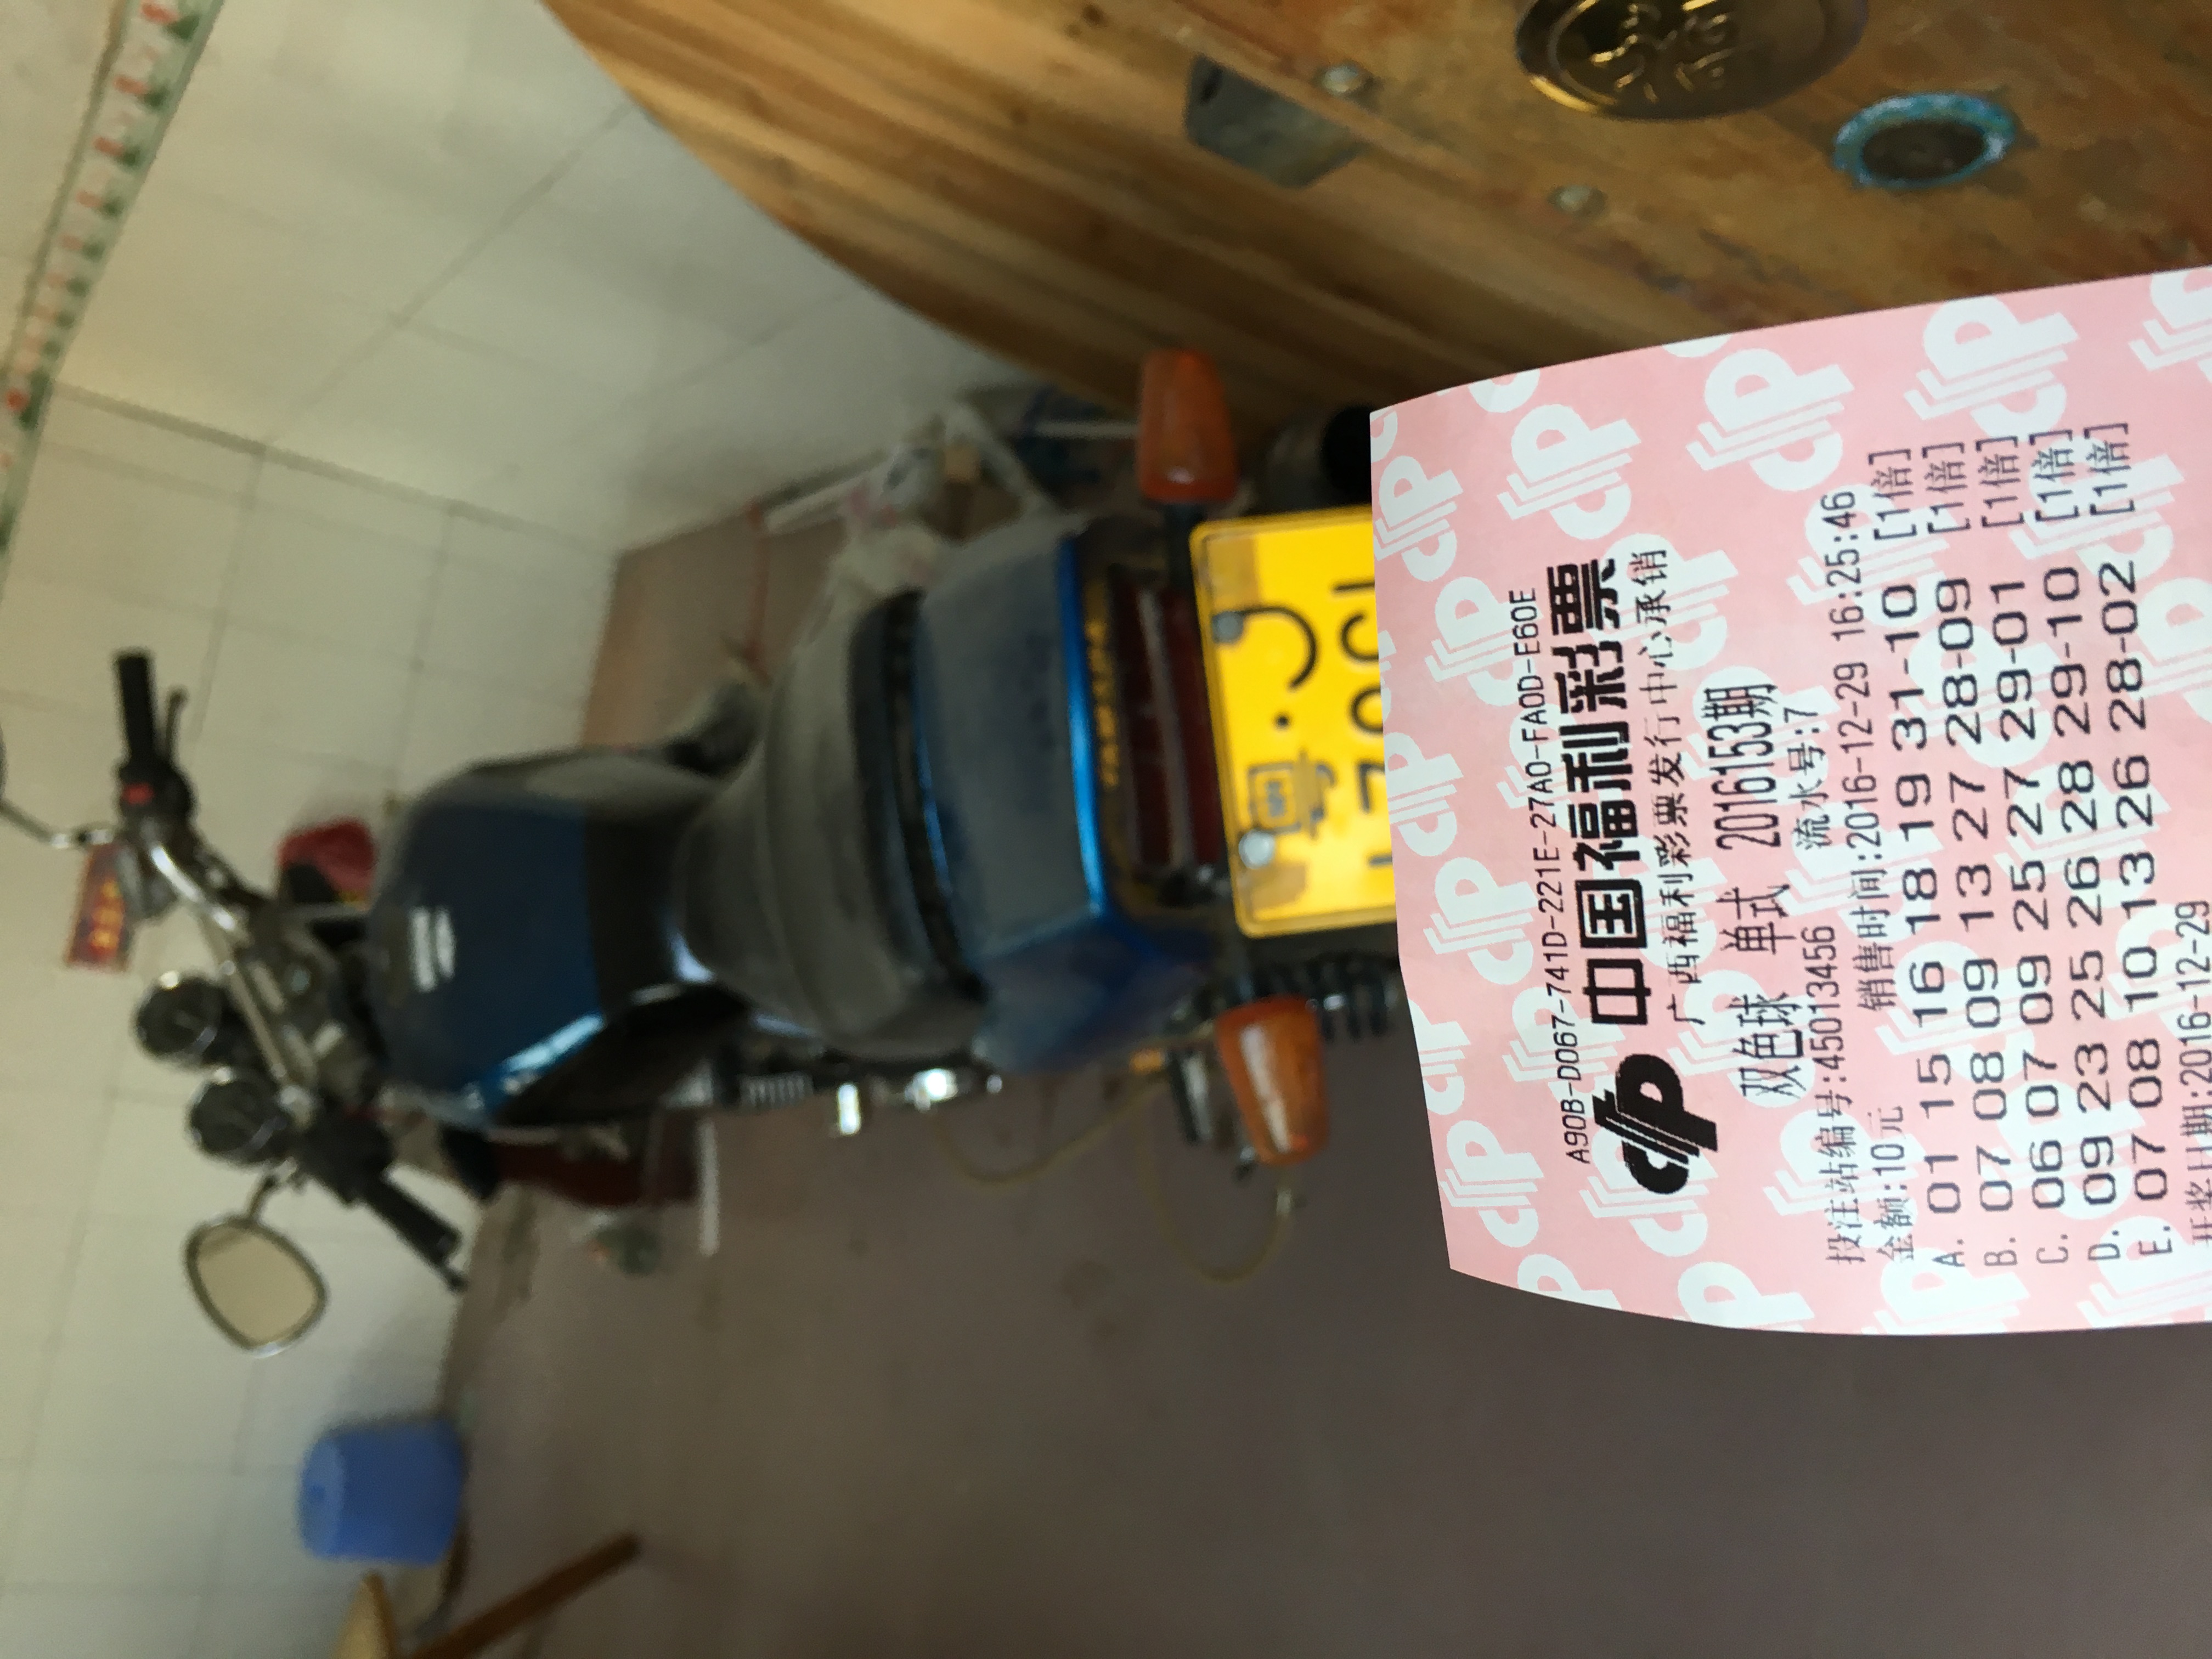 A90B-D067-741D-221E-27A0-FA0D-E60E
中国福利彩票
广西福利彩票发行中心承销
双色球 单式 2016153期
投注站编号:45013456 流水号:7
金额:10元 销售时间:2016-12-29 16:25:46
A. 01 15 16 18 19 31-10 [1倍]
B. 07 08 09 13 27 28-09 [1倍]
C. 06 07 09 25 27 29-01 [1倍]
D. 09 23 25 26 28 29-10 [1倍]
E. 07 08 10 13 26 28-02 [1倍]
开奖日期:2016-12-29